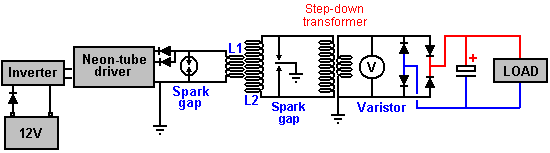 Step-down
transformer
Neon-tube
driver
Inverter
12V
L1
L2
Spark
gap
Spark
gap
V
Varistor
+
LOAD